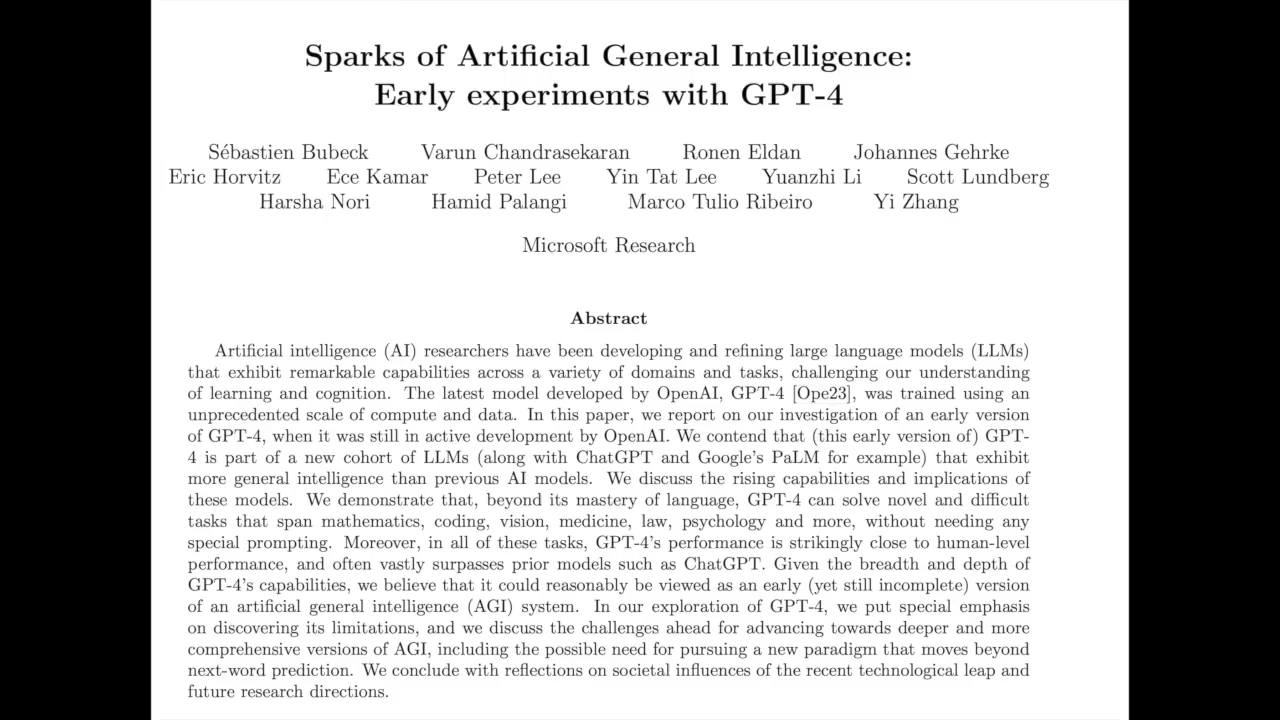 Sparks of Artificial General Intelligence:
Early experiments with GPT-4
Sébastien Bubeck Varun Chandrasekaran Ronen Eldan Johannes Gehrke
Eric Horvitz Ece Kamar Peter Lee Yin Tat Lee Yuanzhi Li Scott Lundberg
Harsha Nori Hamid Palangi Marco Tulio Ribeiro Yi Zhang
Microsoft Research
Abstract
Artificial intelligence (AI) researchers have been developing and refining large language models (LLMs)
that exhibit remarkable capabilities across a variety of domains and tasks, challenging our understanding
of learning and cognition. The latest model developed by OpenAI, GPT-4 [Ope23], was trained using an
unprecedented scale of compute and data. In this paper, we report on our investigation of an early version
of GPT-4, when it was still in active development by OpenAI. We contend that (this early version of) GPT-
4 is part of a new cohort of LLMs (along with ChatGPT and Google's PaLM for example) that exhibit
more general intelligence than previous AI models. We discuss the rising capabilities and implications of
these models. We demonstrate that, beyond its mastery of language, GPT-4 can solve novel and difficult
tasks that span mathematics, coding, vision, medicine, law, psychology and more, without needing any
special prompting. Moreover, in all of these tasks, GPT-4's performance is strikingly close to human-level
performance, and often vastly surpasses prior models such as ChatGPT. Given the breadth and depth of
GPT-4's capabilities, we believe that it could reasonably be viewed as an early (yet still incomplete) version
of an artificial general intelligence (AGI) system. In our exploration of GPT-4, we put special emphasis
on discovering its limitations, and we discuss the challenges ahead for advancing towards deeper and more
comprehensive versions of AGI, including the possible need for pursuing a new paradigm that moves beyond
next-word prediction. We conclude with reflections on societal influences of the recent technological leap and
future research directions.